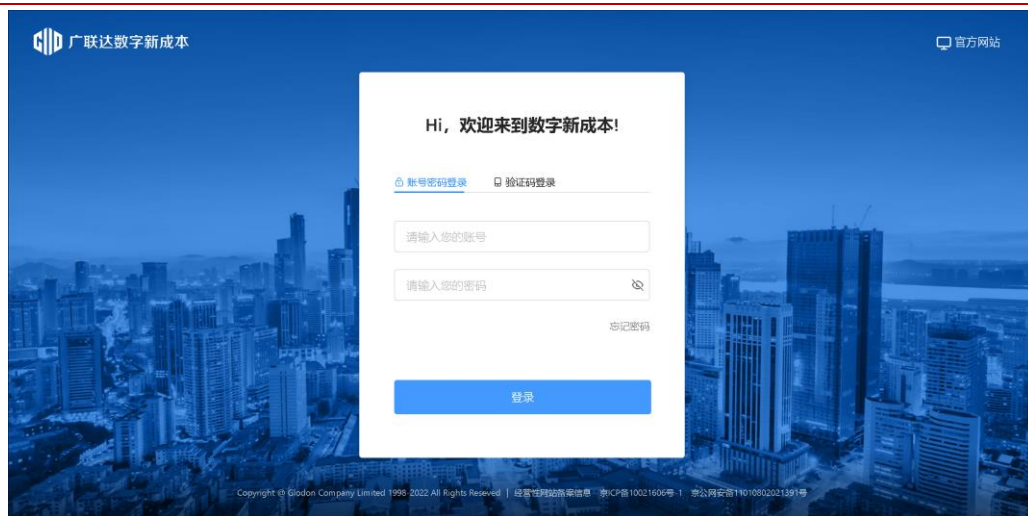 广联达数字新成本
官方网站
Hi，欢迎来到数字新成本！
账号密码登录 验证码登录
请输入您的账号
请输入您的密码
忘记密码
登录
Copyright @ Glodon Company Limited 1998-2022 All Rights Reseved | 经营性网站备案信息 京ICP备10021606号-1 京公网安备11010802021391号